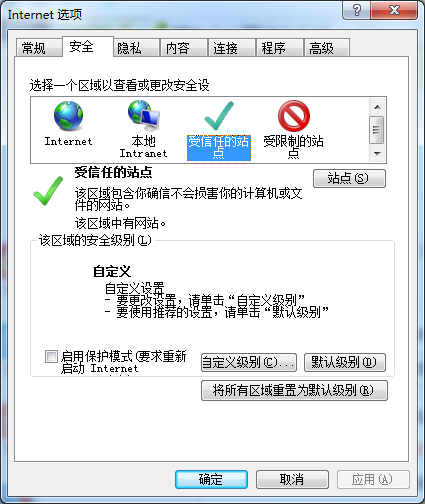 Internet 选项
常规 安全 隐私 内容 连接 程序 高级
选择一个区域以查看或更改安全设
Internet
本地
Intranet
受信任的站
点
受限制的站
点
受信任的站点
站点(S)
该区域包含你确信不会损害你的计算机或文
件的网站。
该区域中有网站。
该区域的安全级别(L)
自定义
自定义设置
- 要更改设置，请单击“自定义级别”
- 要使用推荐的设置，请单击“默认级别”
启用保护模式(要求重新
启动 Internet
自定义级别(C)... 默认级别(D)
将所有区域重置为默认级别(R)
确定 取消 应用(A)